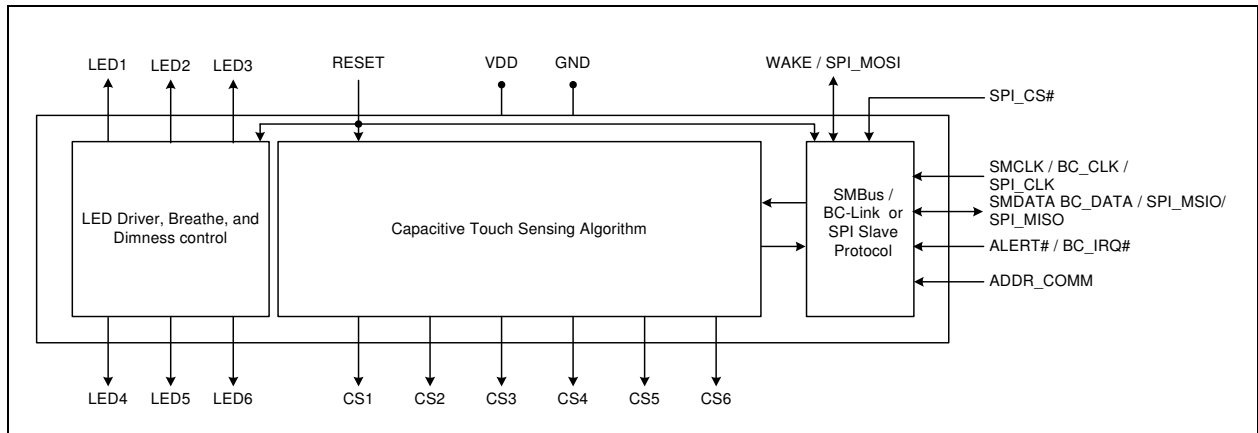 LED1 LED2 LED3 RESET VDD GND WAKE / SPI_MOSI
SPI_CS#
LED Driver, Breathe, and
Dimness control
Capacitive Touch Sensing Algorithm
SMBus /
BC-Link or
SPI Slave
Protocol
SMCLK / BC_CLK /
SPI_CLK
SMDATA BC_DATA / SPI_MSIO/
SPI_MISO
ALERT# / BC_IRQ#
ADDR_COMM
LED4 LED5 LED6 CS1 CS2 CS3 CS4 CS5 CS6